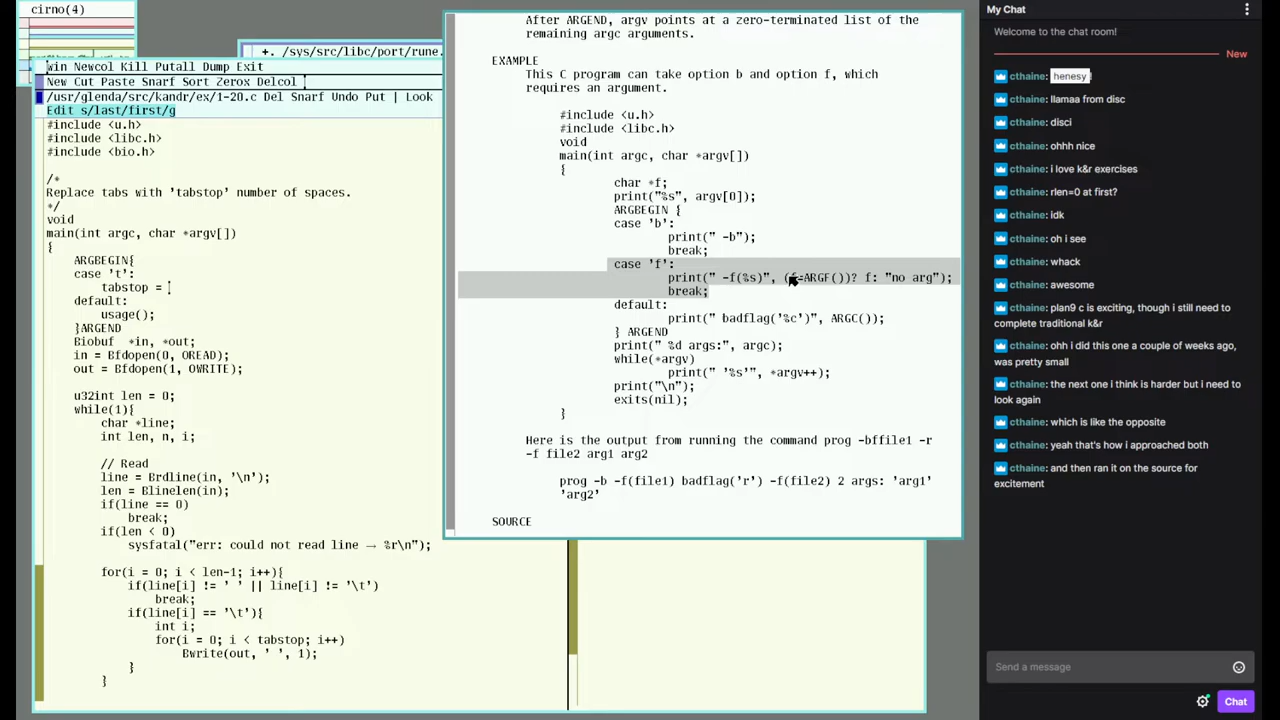 cirno(4)
+. /sys/src/libc/port/rune.
win Newcol Kill Putall Dump Exit
New Cut Paste Snarf Sort Zerox Delcol
/usr/glenda/src/kandr/ex/1-20.c Del Snarf Undo Put | Look
Edit s/last/first/g
#include <u.h>
#include <libc.h>
#include <bio.h>
/*
Replace tabs with 'tabstop' number of spaces.
*/
void
main(int argc, char *argv[])
{
ARGBEGIN{
case 't':
tabstop =
default:
usage();
}ARGEND
Biobuf *in, *out;
in = Bfdopen(0, OREAD);
out = Bfdopen(1, OWRITE);
u32int len = 0;
while(1){
char *line;
int len, n, i;
// Read
line = Brdline(in, '\n');
len = Blinelen(in);
if(line == 0)
break;
if(len < 0)
sysfatal("err: could not read line → %r\n");
for(i = 0; i < len-1; i++){
if(line[i] != ' ' || line[i] != '\t')
break;
if(line[i] == '\t'){
int i;
for(i = 0; i < tabstop; i++)
Bwrite(out, ' ', 1);
}
}
After ARGEND, argv points at a zero-terminated list of the
remaining argc arguments.
EXAMPLE
This C program can take option b and option f, which
requires an argument.
#include <u.h>
#include <libc.h>
void
main(int argc, char *argv[])
{
char *f;
print("%s", argv[0]);
ARGBEGIN {
case 'b':
print(" -b");
break;
case 'f':
print(" -f(%s)", (f=ARGF())? f: "no arg");
break;
default:
print(" badflag('%c')", ARGC());
} ARGEND
print(" %d args:", argc);
while(*argv)
print(" '%s'", *argv++);
print("\n");
exits(nil);
}
Here is the output from running the command prog -bffile1 -r
-f file2 arg1 arg2
prog -b -f(file1) badflag('r') -f(file2) 2 args: 'arg1'
'arg2'
SOURCE
My Chat
Welcome to the chat room!
New
cthaine: henesy
cthaine: llamaa from disc
cthaine: disci
cthaine: ohhh nice
cthaine: i love k&r exercises
cthaine: rlen=0 at first?
cthaine: idk
cthaine: oh i see
cthaine: whack
cthaine: awesome
cthaine: plan9 c is exciting, though i still need to
complete traditional k&r
cthaine: ohh i did this one a couple of weeks ago,
was pretty small
cthaine: the next one i think is harder but i need to
look again
cthaine: which is like the opposite
cthaine: yeah that's how i approached both
cthaine: and then ran it on the source for
excitement
Send a message
Chat